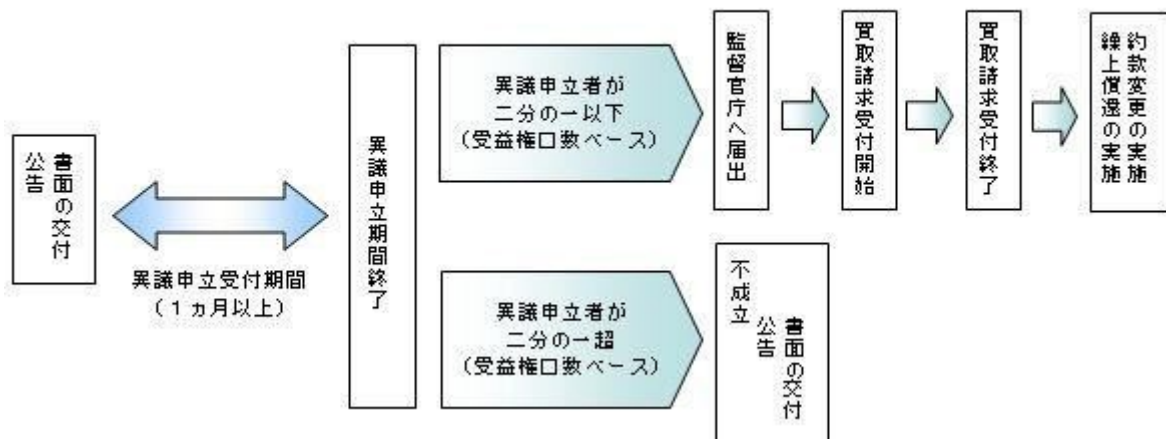 書面の交付
公告
異議申立受付期間
（１ヵ月以上）
異議申立期間終了
異議申立者が
二分の一以下
（受益権口数ベース）
監督官庁へ届出
買取請求受付開始
買取請求受付終了
約款変更の実施
繰上償還の実施
異議申立者が
二分の一超
（受益権口数ベース）
不成立
書面の交付
公告